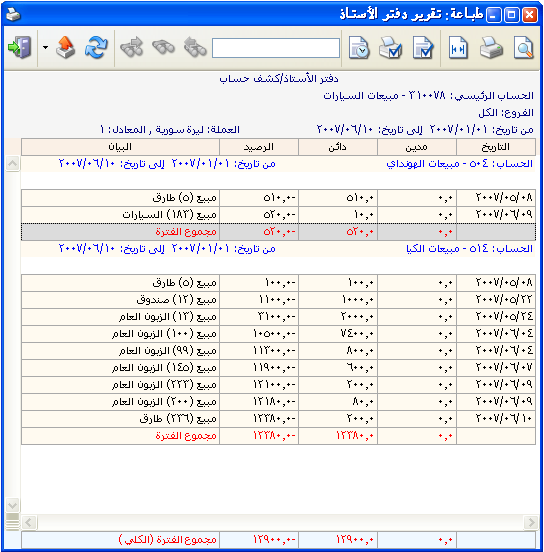 طباعة: تقرير دفتر الأستاذ
دفتر الأستاذ/كشف حساب
الحساب الرئيسي: ٣١٠٠٧٨ - مبيعات السيارات
الفروع: الكل
من تاريخ: ٢٠٠٧/٠١/٠١ إلى تاريخ: ٢٠٠٧/٠٦/١٠ العملة: ليرة سورية , المعادل: ١
التاريخ مدين دائن الرصيد البيان
الحساب: ٥٠٤ - مبيعات الهونداي من تاريخ: ٢٠٠٧/٠١/٠١ إلى تاريخ: ٢٠٠٧/٠٦/١٠
٢٠٠٧/٠٥/٠٨ ٠,٠ ٥١٠,٠ ٥١٠,٠- مبيع (٥) طارق
٢٠٠٧/٠٦/٠٩ ٠,٠ ١٠,٠ ٥٢٠,٠- مبيع (١٨٣) السيارات
٠,٠ ٥٢٠,٠ ٥٢٠,٠- مجموع الفترة
الحساب: ٥١٤ - مبيعات الكيا من تاريخ: ٢٠٠٧/٠١/٠١ إلى تاريخ: ٢٠٠٧/٠٦/١٠
٢٠٠٧/٠٥/٠٨ ٠,٠ ١٠٠,٠ ١٠٠,٠- مبيع (٥) طارق
٢٠٠٧/٠٥/٢٢ ٠,٠ ١٠٠٠,٠ ١١٠٠,٠- مبيع (١٢) صندوق
٢٠٠٧/٠٥/٢٤ ٠,٠ ٢٠٠٠,٠ ٣١٠٠,٠- مبيع (١٣) الزبون العام
٢٠٠٧/٠٦/٠٤ ٠,٠ ٧٤٠٠,٠ ١٠٥٠٠,٠- مبيع (١٠٠) الزبون العام
٢٠٠٧/٠٦/٠٤ ٠,٠ ٨٠٠,٠ ١١٣٠٠,٠- مبيع (٩٩) الزبون العام
٢٠٠٧/٠٦/٠٧ ٠,٠ ٦٠٠,٠ ١١٩٠٠,٠- مبيع (١٤٥) الزبون العام
٢٠٠٧/٠٦/٠٩ ٠,٠ ٢٠٠,٠ ١٢١٠٠,٠- مبيع (٢٢٣) الزبون العام
٢٠٠٧/٠٦/٠٩ ٠,٠ ٨٠,٠ ١٢١٨٠,٠- مبيع (٢٠٠) الزبون العام
٢٠٠٧/٠٦/١٠ ٠,٠ ٢٠٠,٠ ١٢٣٨٠,٠- مبيع (٢٣٦) طارق
٠,٠ ١٢٣٨٠,٠ ١٢٣٨٠,٠- مجموع الفترة
٠,٠ ١٢٩٠٠,٠ ١٢٩٠٠,٠- مجموع الفترة (الكلي)